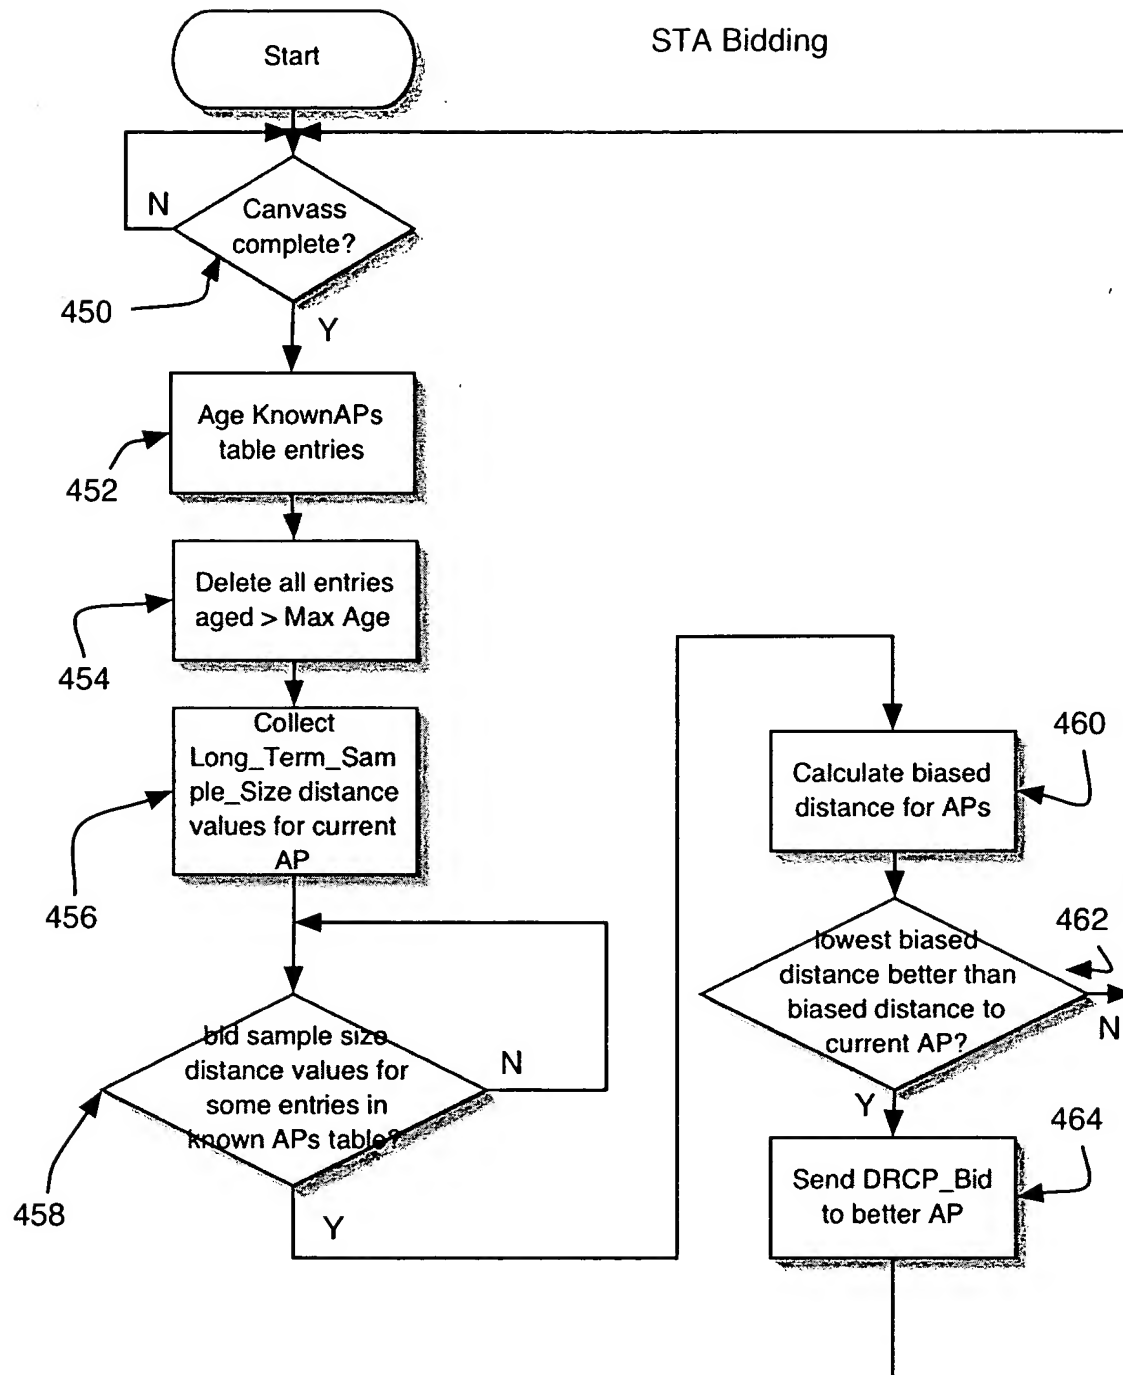 STA Bidding
Start
N
Canvass
complete?
450
Y
Age KnownAPs
table entries
452
Delete all entries
aged > Max Age
454
Collect
Long_Term_Sam
ple_Size distance
values for current
AP
456
bid sample size
distance values for
some entries in
known APs table?
N
458
Y
460
Calculate biased
distance for APs
462
lowest biased
distance better than
biased distance to
current AP?
N
Y
464
Send DRCP_Bid
to better AP